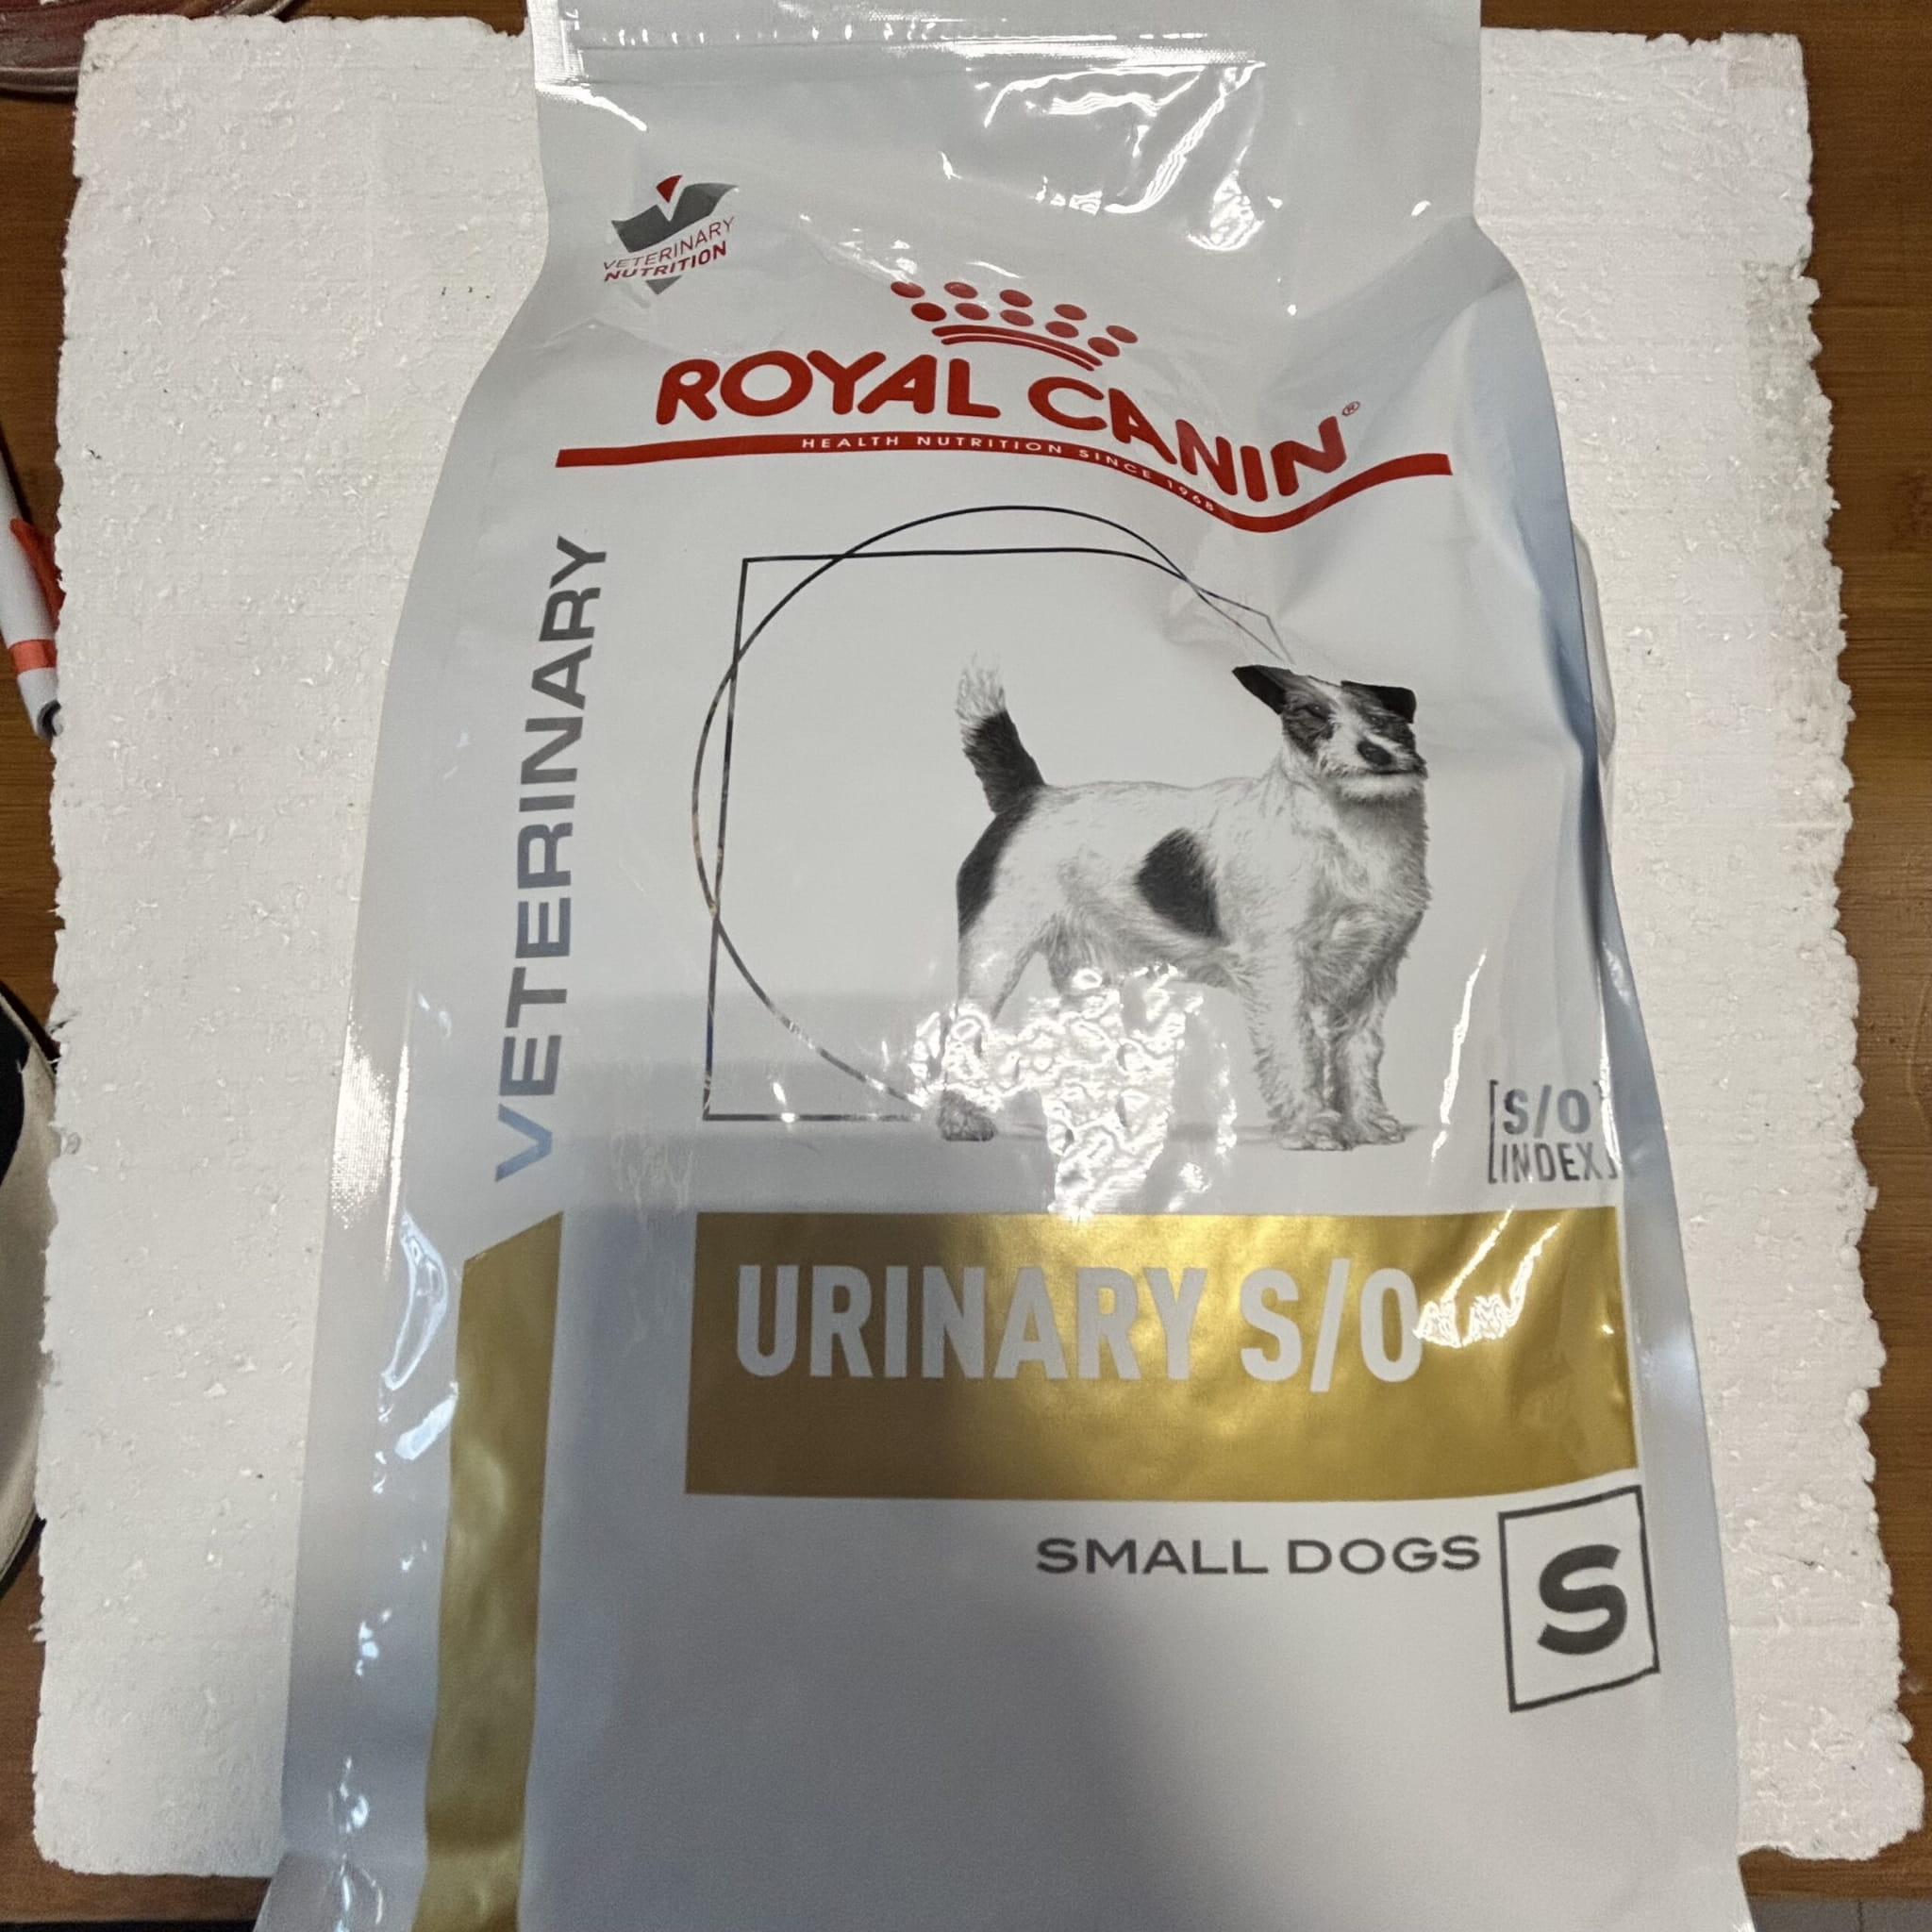 VETERINARY
NUTRITION
ROYAL CANIN®
HEALTH NUTRITION SINCE 1968
VETERINARY
[S/O
INDEX]
URINARY S/O
SMALL DOGS
S